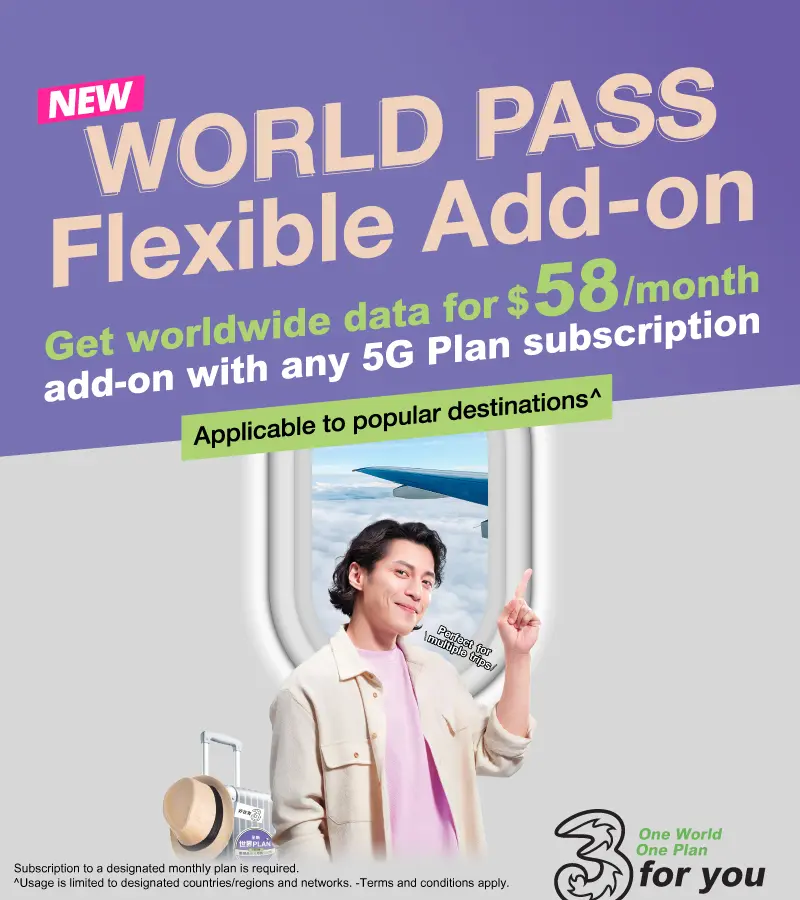 NEW
WORLD PASS
Flexible Add-on
Get worldwide data for $58/month
add-on with any 5G Plan subscription
Applicable to popular destinations^
Perfect for
multiple trips
世界PLAN
Subscription to a designated monthly plan is required.
^Usage is limited to designated countries/regions and networks. -Terms and conditions apply.
3
One World
One Plan
for you